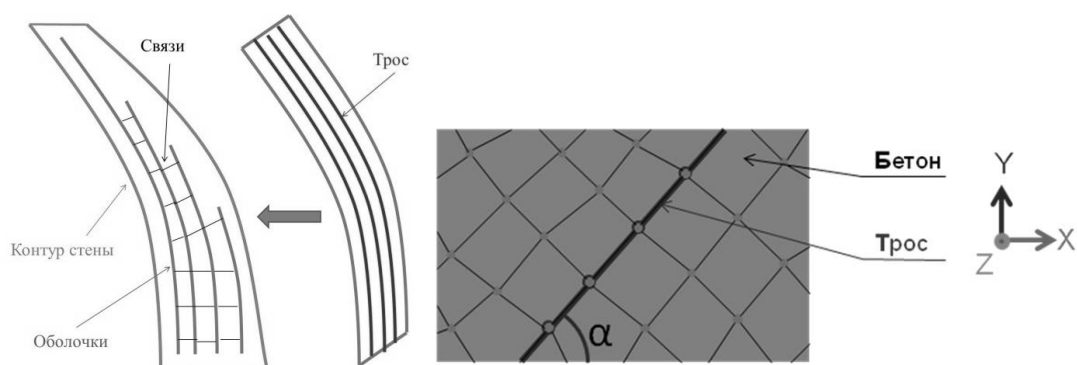 Связи
Трос
Контур стены
Оболочки
Бетон
Трос
α
Y
Z
X